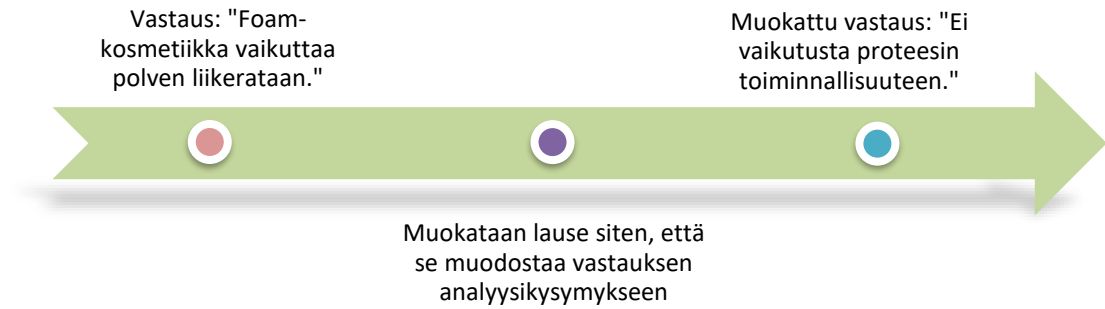 Vastaus: "Foam-
kosmetiikka vaikuttaa
polven liikerataan."
Muokataan lause siten, että
se muodostaa vastauksen
analyysikysymykseen
Muokattu vastaus: "Ei
vaikutusta proteesin
toiminnallisuuteen."